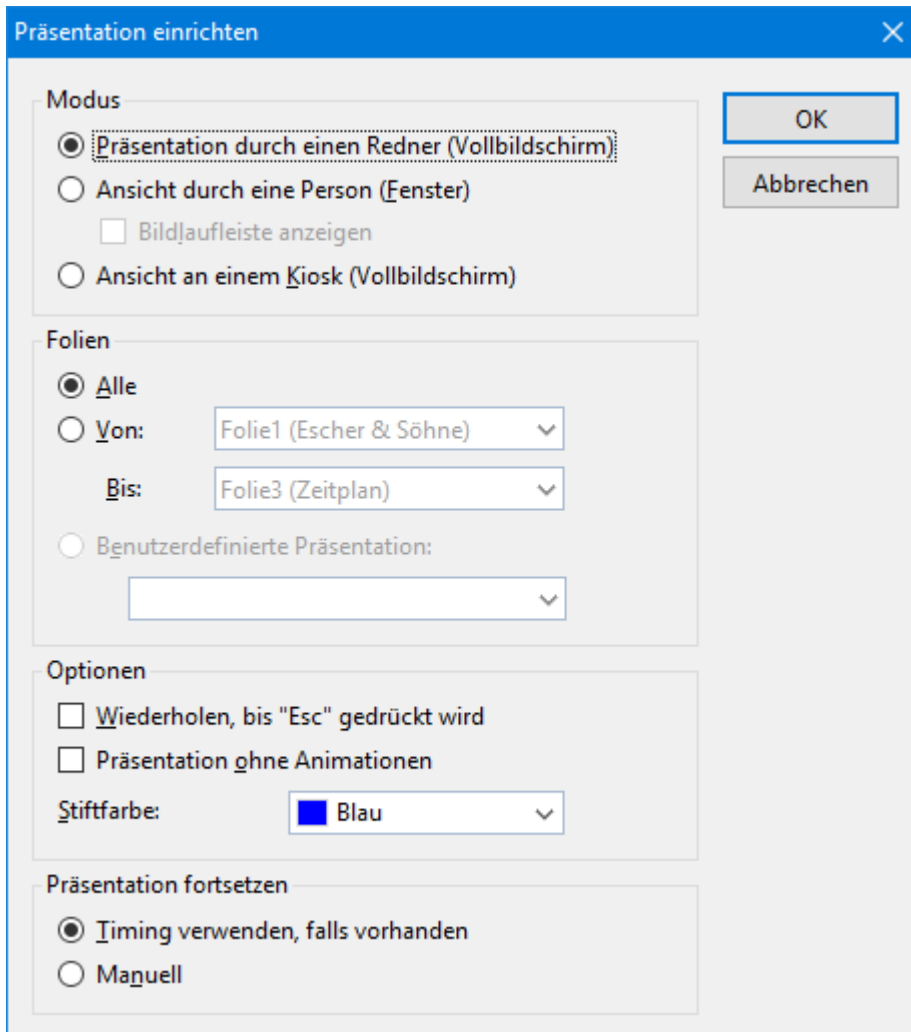 Präsentation einrichten
Modus
OK
Präsentation durch einen Redner (Vollbildschirm)
Abbrechen
Ansicht durch eine Person (Fenster)
Bildlaufleiste anzeigen
Ansicht an einem Kiosk (Vollbildschirm)
Folien
Alle
Von: Folie1 (Escher & Söhne)
Bis: Folie3 (Zeitplan)
Benutzerdefinierte Präsentation:
Optionen
Wiederholen, bis "Esc" gedrückt wird
Präsentation ohne Animationen
Stiftfarbe: Blau
Präsentation fortsetzen
Timing verwenden, falls vorhanden
Manuell